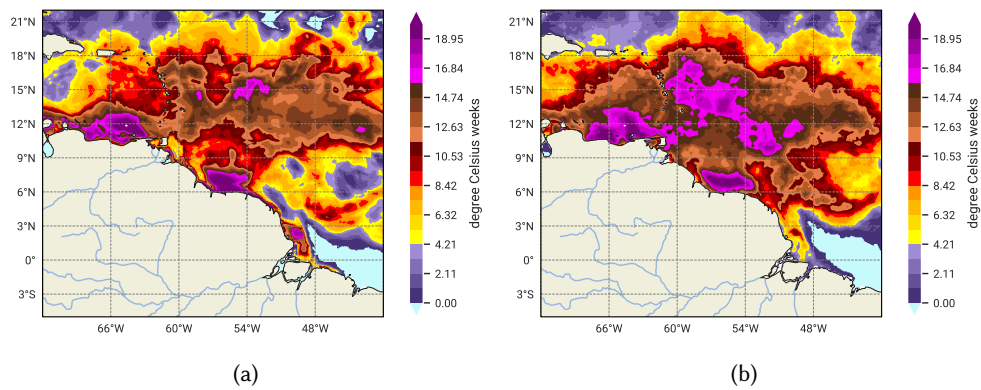 21°N
18°N
15°N
12°N
9°N
6°N
3°N
0°
3°S
66°W 60°W 54°W 48°W
18.95
16.84
14.74
12.63
10.53
8.42
6.32
4.21
2.11
0.00
degree Celsius weeks
(a)
21°N
18°N
15°N
12°N
9°N
6°N
3°N
0°
3°S
66°W 60°W 54°W 48°W
18.95
16.84
14.74
12.63
10.53
8.42
6.32
4.21
2.11
0.00
degree Celsius weeks
(b)